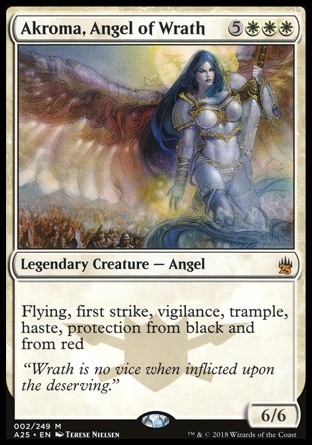 Akroma, Angel of Wrath 5
Legendary Creature — Angel 25
Flying, first strike, vigilance, trample,
haste, protection from black and
from red
“Wrath is no vice when inflicted upon
the deserving.”
6/6
002/249 M
A25 • EN TERESE NIELSEN ™ & © 2018 Wizards of the Coast